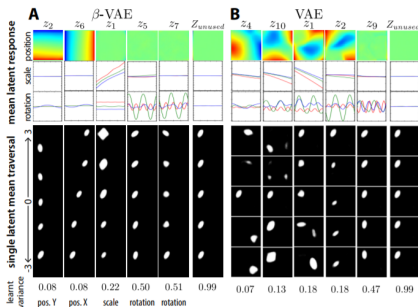 A β-VAE
z2 z6 z1 z5 z7 Zunused
B VAE
z4 z10 z1 z2 z9 Zunused
mean latent response
position
scale
rotation
single latent mean traversal
3
0
-3
learnt variance
0.08 0.08 0.22 0.50 0.51 0.99
pos. Y pos. X scale rotation rotation
0.07 0.13 0.18 0.18 0.47 0.99